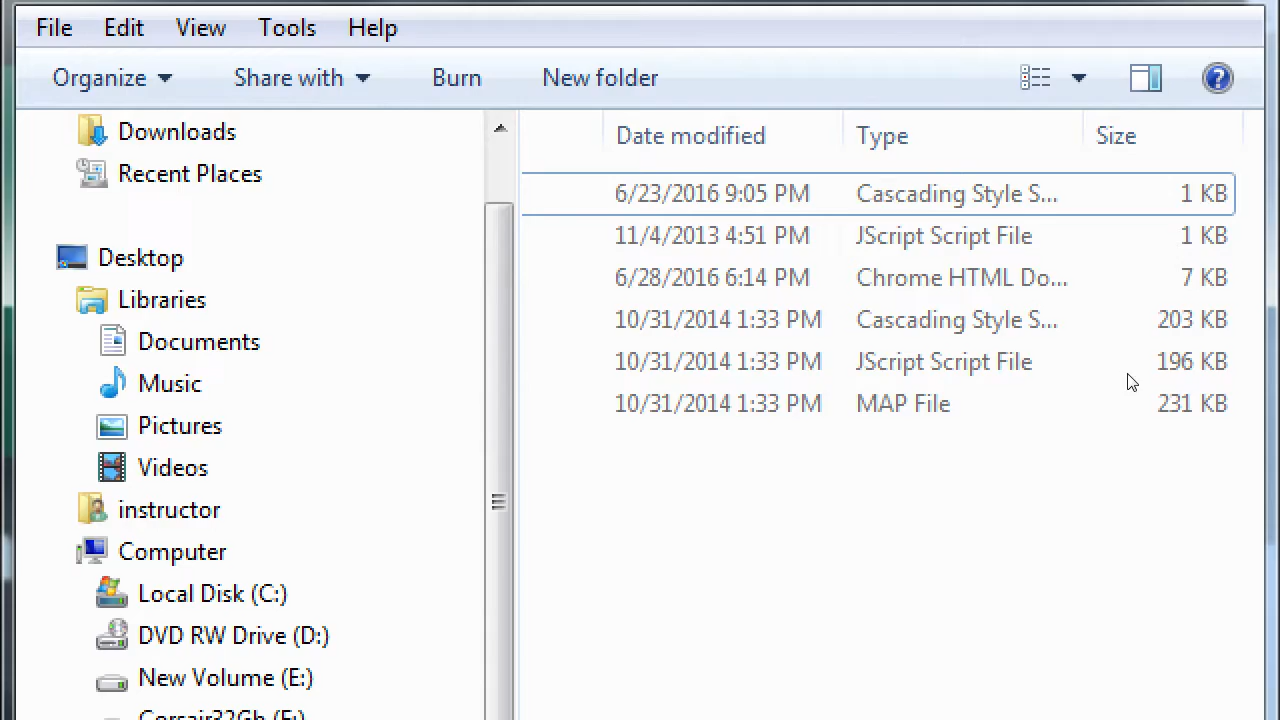 File Edit View Tools Help
Organize Share with Burn New folder
Downloads
Recent Places
Desktop
Libraries
Documents
Music
Pictures
Videos
instructor
Computer
Local Disk (C:)
DVD RW Drive (D:)
New Volume (E:)
Corsair32Gb (F:)
Date modified Type Size
6/23/2016 9:05 PM Cascading Style S... 1 KB
11/4/2013 4:51 PM JScript Script File 1 KB
6/28/2016 6:14 PM Chrome HTML Do... 7 KB
10/31/2014 1:33 PM Cascading Style S... 203 KB
10/31/2014 1:33 PM JScript Script File 196 KB
10/31/2014 1:33 PM MAP File 231 KB